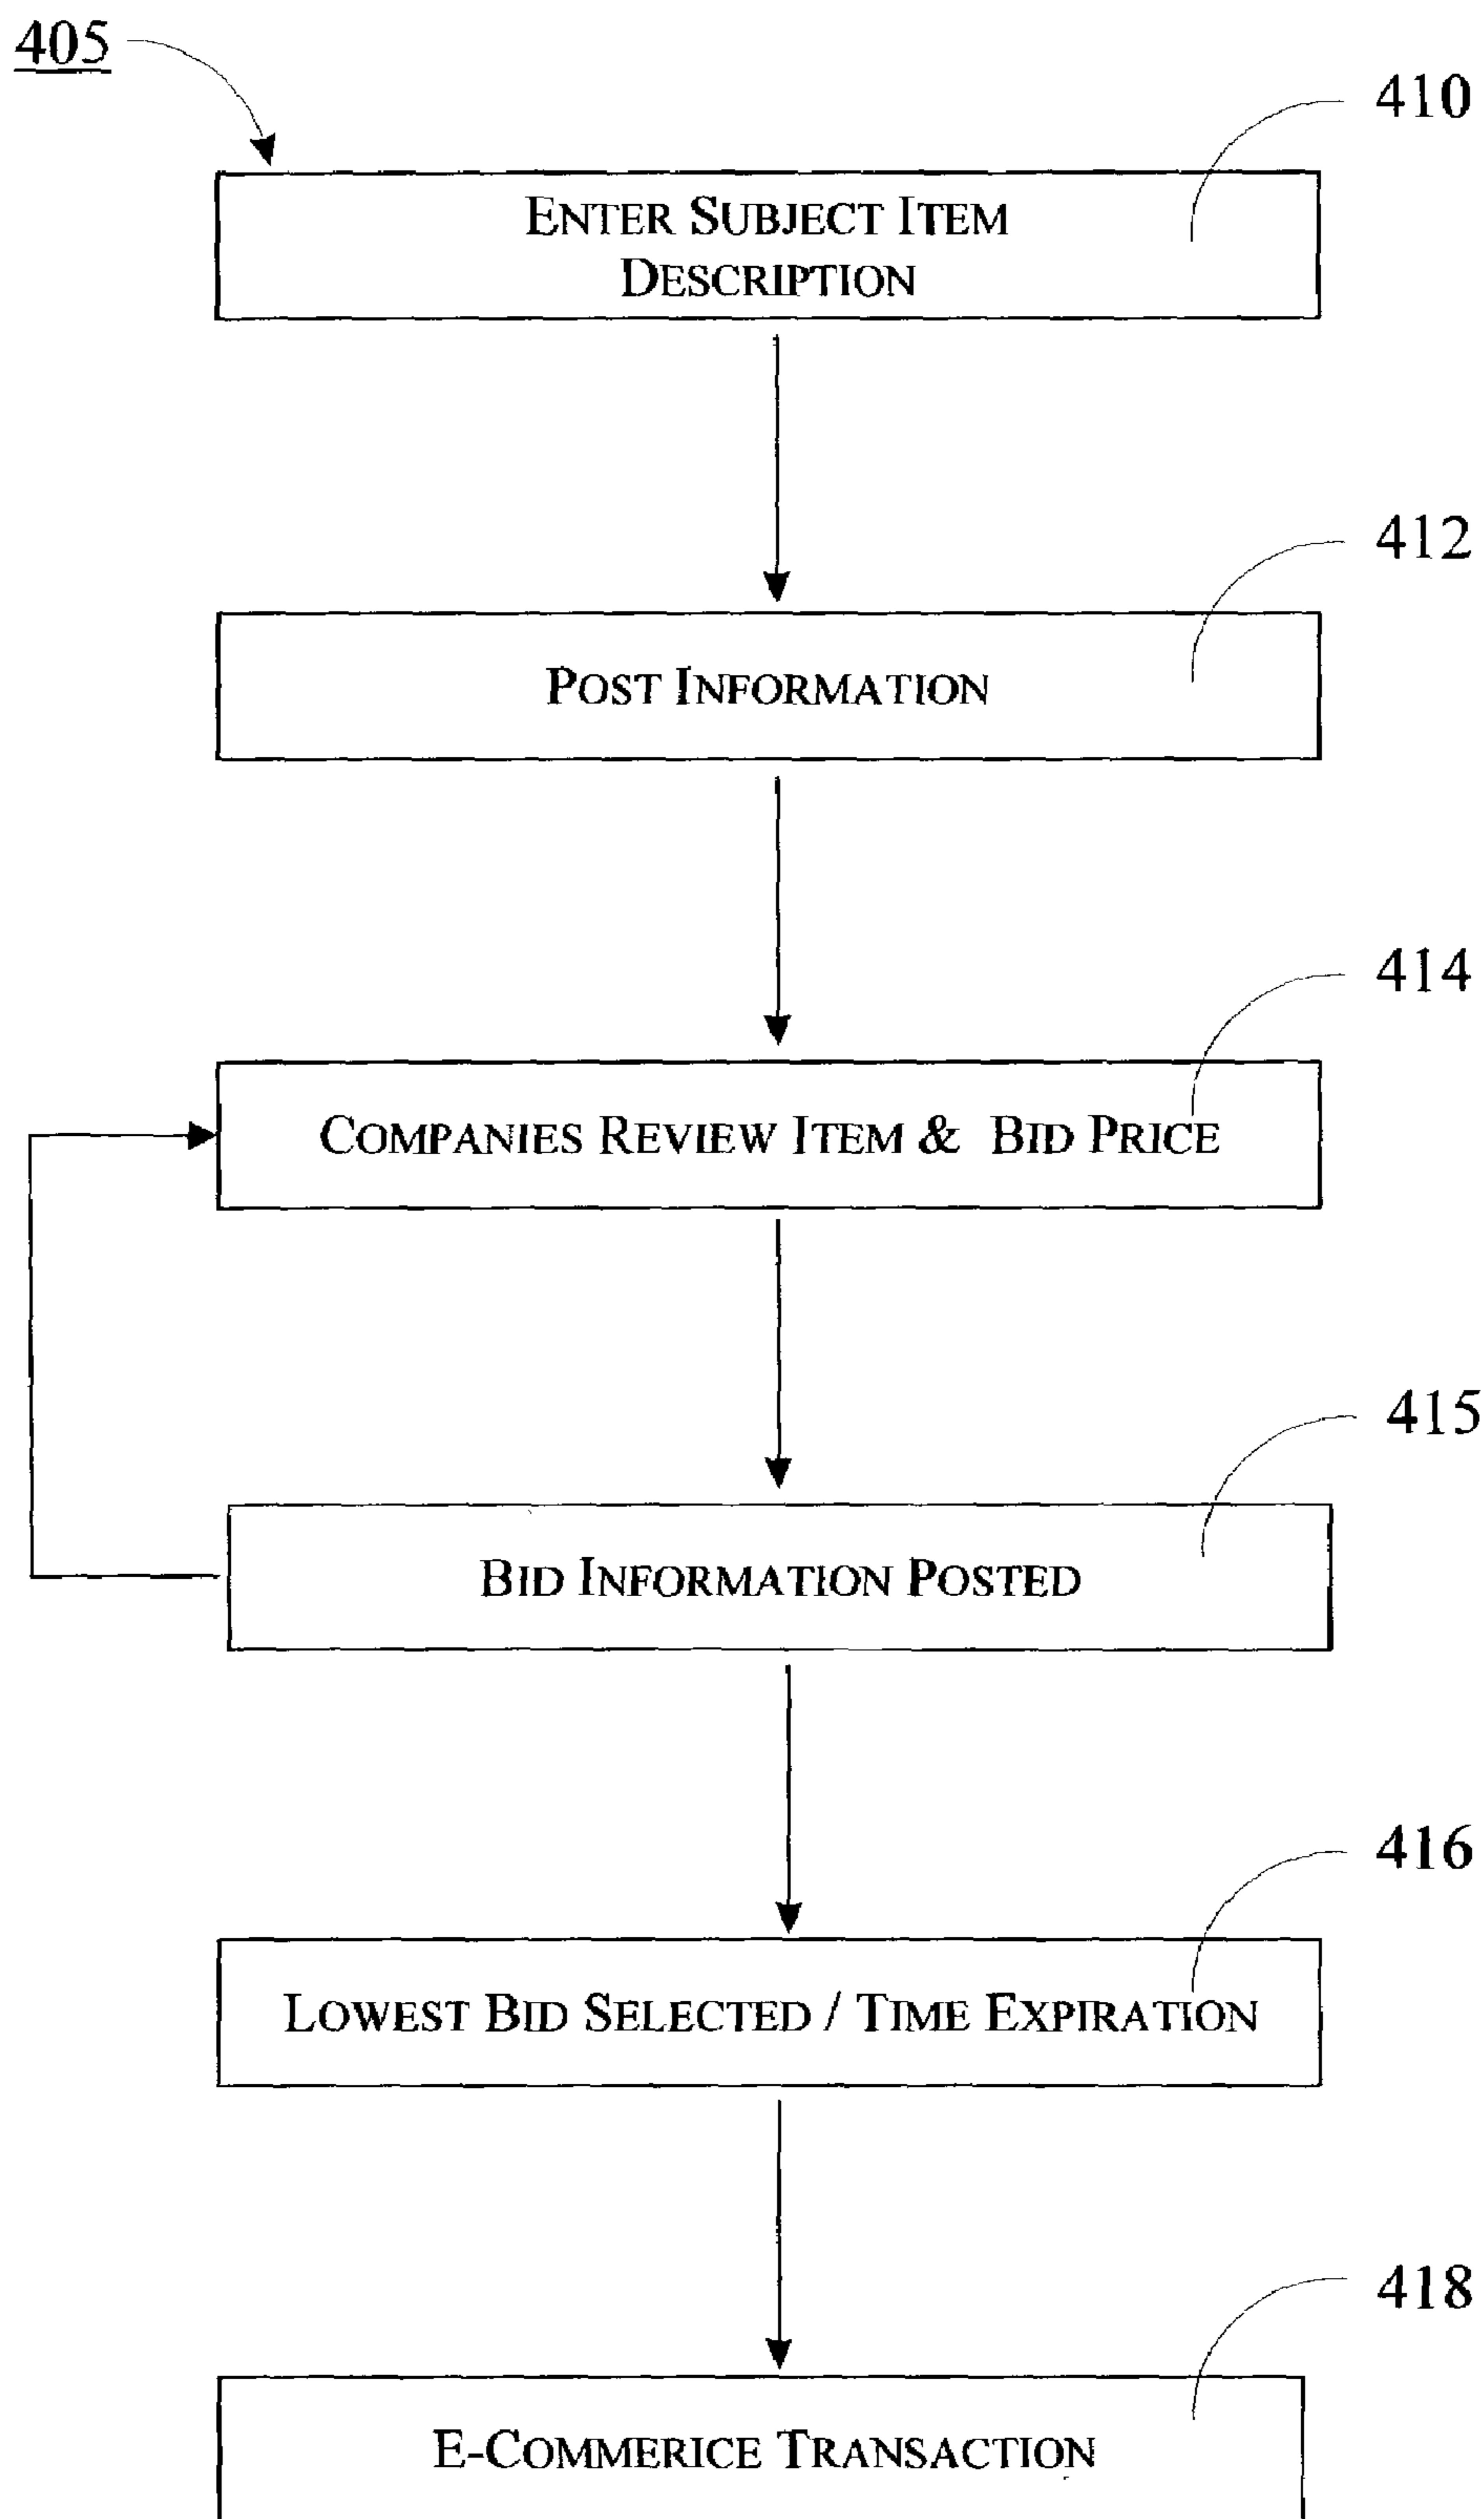 405
410
ENTER SUBJECT ITEM
DESCRIPTION
412
POST INFORMATION
414
COMPANIES REVIEW ITEM & BID PRICE
415
BID INFORMATION POSTED
416
LOWEST BID SELECTED / TIME EXPIRATION
418
E-COMMERICE TRANSACTION